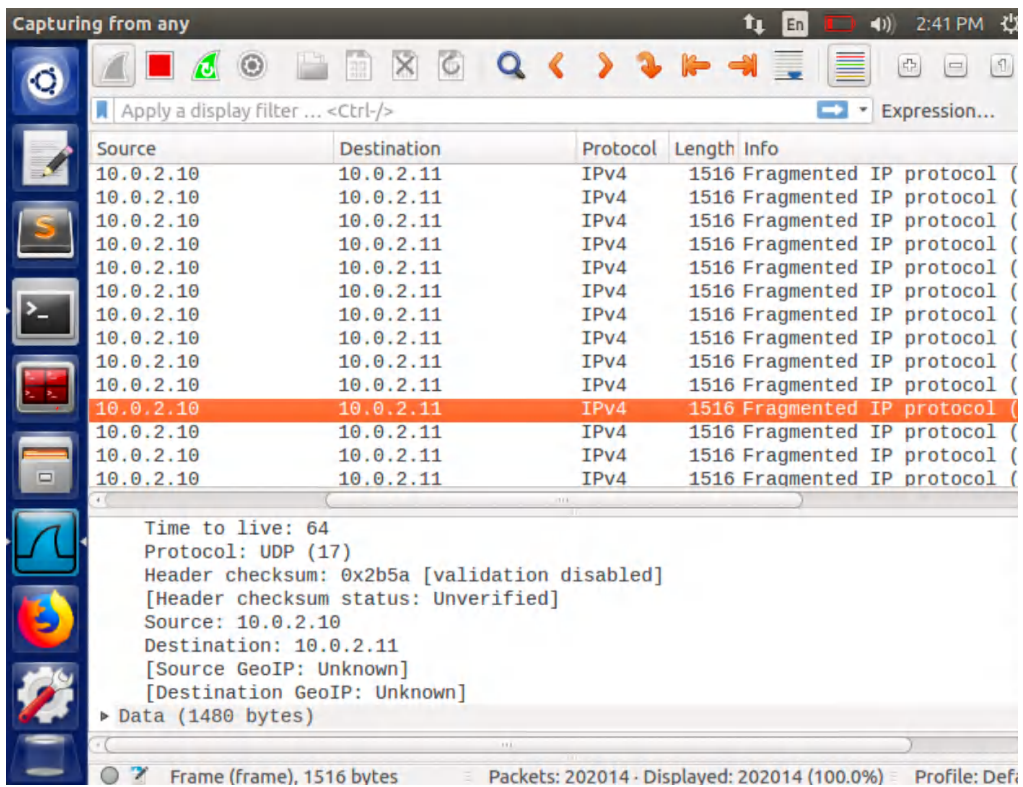 Capturing from any En 2:41 PM
Apply a display filter ... <Ctrl-/> Expression...
Source Destination Protocol Length Info
10.0.2.10 10.0.2.11 IPv4 1516 Fragmented IP protocol (
10.0.2.10 10.0.2.11 IPv4 1516 Fragmented IP protocol (
10.0.2.10 10.0.2.11 IPv4 1516 Fragmented IP protocol (
10.0.2.10 10.0.2.11 IPv4 1516 Fragmented IP protocol (
10.0.2.10 10.0.2.11 IPv4 1516 Fragmented IP protocol (
10.0.2.10 10.0.2.11 IPv4 1516 Fragmented IP protocol (
10.0.2.10 10.0.2.11 IPv4 1516 Fragmented IP protocol (
10.0.2.10 10.0.2.11 IPv4 1516 Fragmented IP protocol (
10.0.2.10 10.0.2.11 IPv4 1516 Fragmented IP protocol (
10.0.2.10 10.0.2.11 IPv4 1516 Fragmented IP protocol (
10.0.2.10 10.0.2.11 IPv4 1516 Fragmented IP protocol (
10.0.2.10 10.0.2.11 IPv4 1516 Fragmented IP protocol (
10.0.2.10 10.0.2.11 IPv4 1516 Fragmented IP protocol (
10.0.2.10 10.0.2.11 IPv4 1516 Fragmented IP protocol (
Time to live: 64
Protocol: UDP (17)
Header checksum: 0x2b5a [validation disabled]
[Header checksum status: Unverified]
Source: 10.0.2.10
Destination: 10.0.2.11
[Source GeoIP: Unknown]
[Destination GeoIP: Unknown]
Data (1480 bytes)
Frame (frame), 1516 bytes Packets: 202014 · Displayed: 202014 (100.0%) Profile: Defa